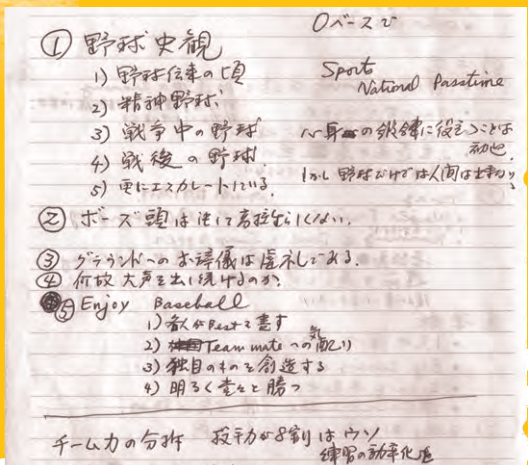 0ベースで
① 野球史観
1) 野球伝来の頃
Sports
National Passtime
2) 精神野球
3) 戦争中の野球
心身の鍛錬に役立つことは
4) 戦後の野球
5) 更にエスカレートしている
しかし野球だけでは人間は出来
② ボーズ頭は決して高校生らしくない.
③ グラウンドへのお辞儀は虚礼である.
④ 何故大声を出し続けるのか.
⑤ Enjoy Baseball
1) 各人がBestを尽す
2) Team mateへの気配り
3) 独自のものを創造する
4) 明るく堂々と勝つ
チーム力の分析 投手力が8割はウソ
練習の効率化